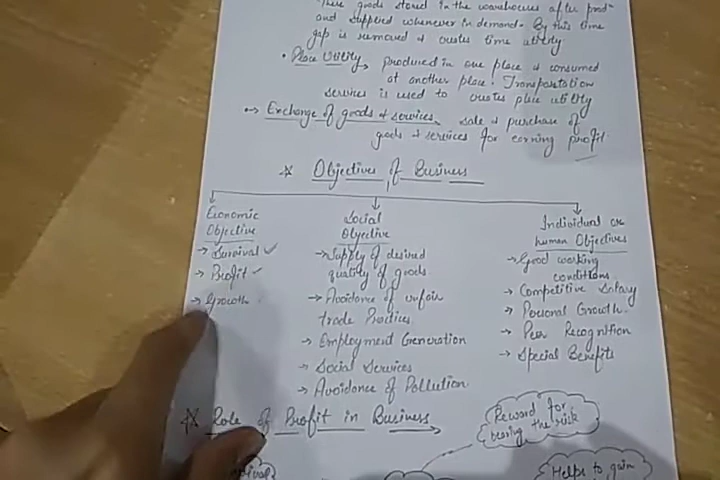 These goods stored in the warehouses after prod-
and supplied whenever in demand. By this time
gap is removed & creates time utility
• Place Utility → produced in one place & consumed
at another place. Transportation
services is used to creates place utility
→ Exchange of goods & services. sale & purchase of
goods & services for earning profit
* Objectives of Business
Economic
Objective
→ Survival ✓
→ Profit ✓
→ Growth
Social
Objective
→ Supply of desired
quality of goods
→ Avoidance of unfair
trade Practices
→ Employment Generation
→ Social Services
→ Avoidance of Pollution
Individual or
human Objectives
→ Good working
conditions.
→ Competitive Salary
→ Personal Growth.
→ Peer Recognition
→ Special Benefits
* Role of Profit in Business
Reward for
bearing the risk
Helps to gain